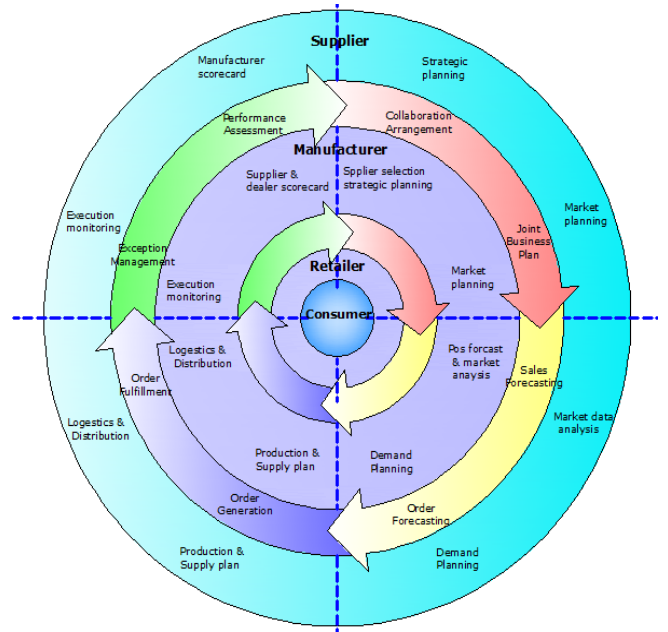 Supplier
Manufacturer
scorecard
Strategic
planning
Performance
Assessment
Collaboration
Arrangement
Manufacturer
Supplier &
dealer scorecard
Spplier selection
strategic planning
Execution
monitoring
Market
planning
Exception
Management
Joint
Business
Plan
Retailer
Execution
monitoring
Market
planning
Consumer
Logestics &
Distribution
Pos forcast
& market
anaysis
Order
Fulfillment
Sales
Forecasting
Logestics &
Distribution
Market data
analysis
Production &
Supply plan
Demand
Planning
Order
Generation
Order
Forecasting
Production &
Supply plan
Demand
Planning